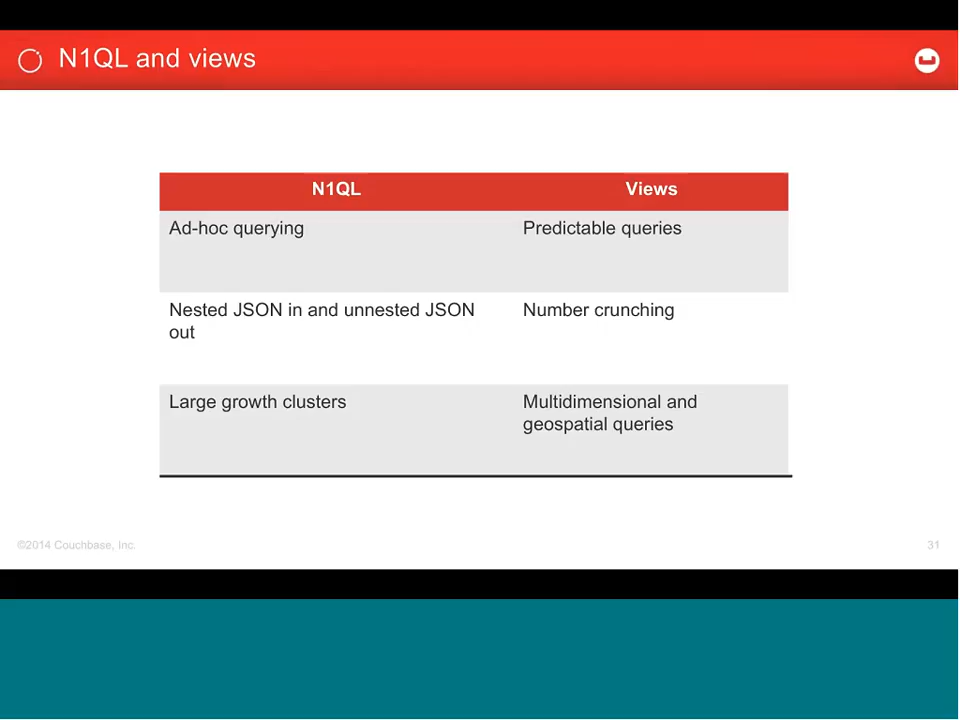 N1QL and views
N1QL Views
Ad-hoc querying Predictable queries
Nested JSON in and unnested JSON Number crunching
out
Large growth clusters Multidimensional and
geospatial queries
©2014 Couchbase, Inc. 31